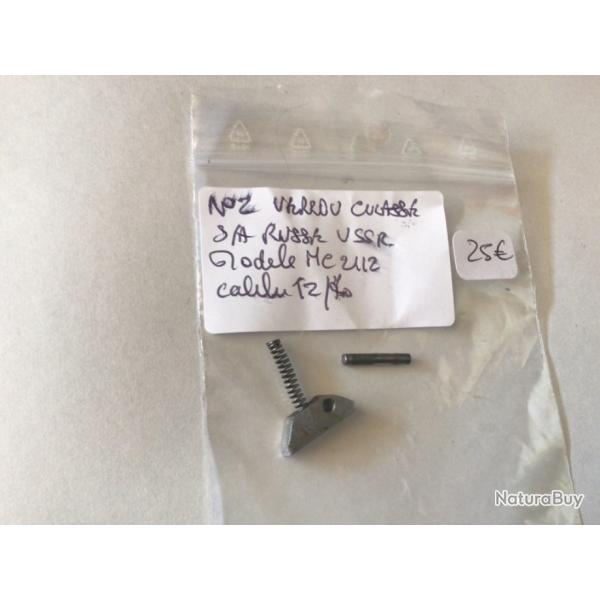 N°2 VERROU CULASSE
S/A RUSSE USSR
Modele MC 2112
calibre 12/70
25€
NaturaBuy